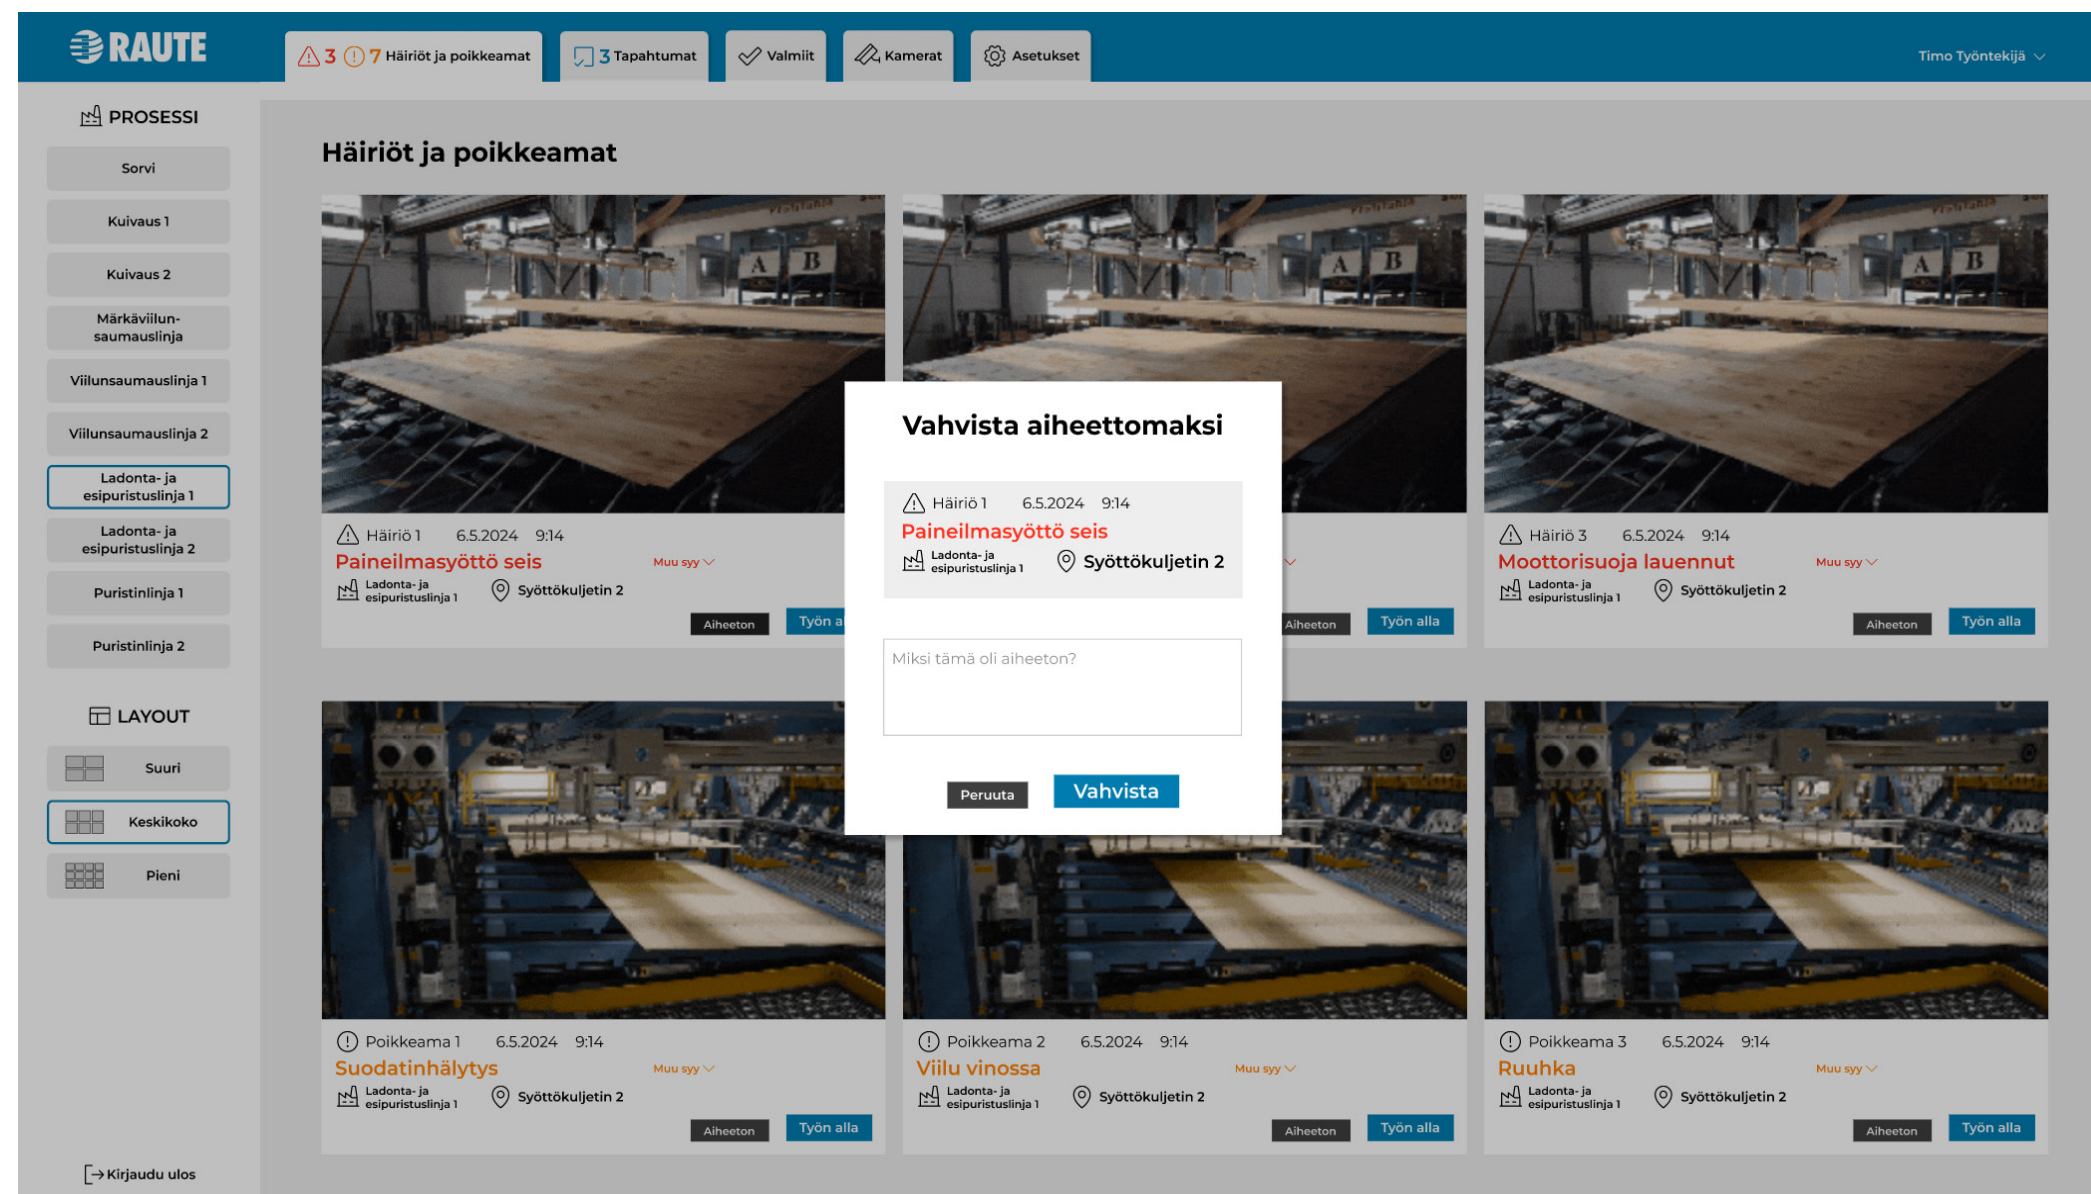 RAUTE
3 7 Häiriöt ja poikkeamat
3 Tapahtumat
Valmiit
Kamerat
Asetukset
Timo Työntekijä
PROSESSI
Sorvi
Kuivaus 1
Kuivaus 2
Märkäviilun-
saumauslinja
Viilunsaumauslinja 1
Viilunsaumauslinja 2
Ladonta- ja
esipuristuslinja 1
Ladonta- ja
esipuristuslinja 2
Puristinlinja 1
Puristinlinja 2
LAYOUT
Suuri
Keskikoko
Pieni
Kirjaudu ulos
Häiriöt ja poikkeamat
A B
A B
A B
Häiriö 1 6.5.2024 9:14
Paineilmasyöttö seis Muu syy
Ladonta- ja
esipuristuslinja 1
Syöttökuljetin 2
Aiheeton
Työn a
Aiheeton
Työn alla
Häiriö 3 6.5.2024 9:14
Moottorisuoja lauennut Muu syy
Ladonta- ja
esipuristuslinja 1
Syöttökuljetin 2
Aiheeton
Työn alla
Vahvista aiheettomaksi
Häiriö 1 6.5.2024 9:14
Paineilmasyöttö seis
Ladonta- ja
esipuristuslinja 1
Syöttökuljetin 2
Miksi tämä oli aiheeton?
Peruuta
Vahvista
Poikkeama 1 6.5.2024 9:14
Suodatinhälytys Muu syy
Ladonta- ja
esipuristuslinja 1
Syöttökuljetin 2
Aiheeton
Työn alla
Poikkeama 2 6.5.2024 9:14
Viilu vinossa Muu syy
Ladonta- ja
esipuristuslinja 1
Syöttökuljetin 2
Aiheeton
Työn alla
Poikkeama 3 6.5.2024 9:14
Ruuhka Muu syy
Ladonta- ja
esipuristuslinja 1
Syöttökuljetin 2
Aiheeton
Työn alla